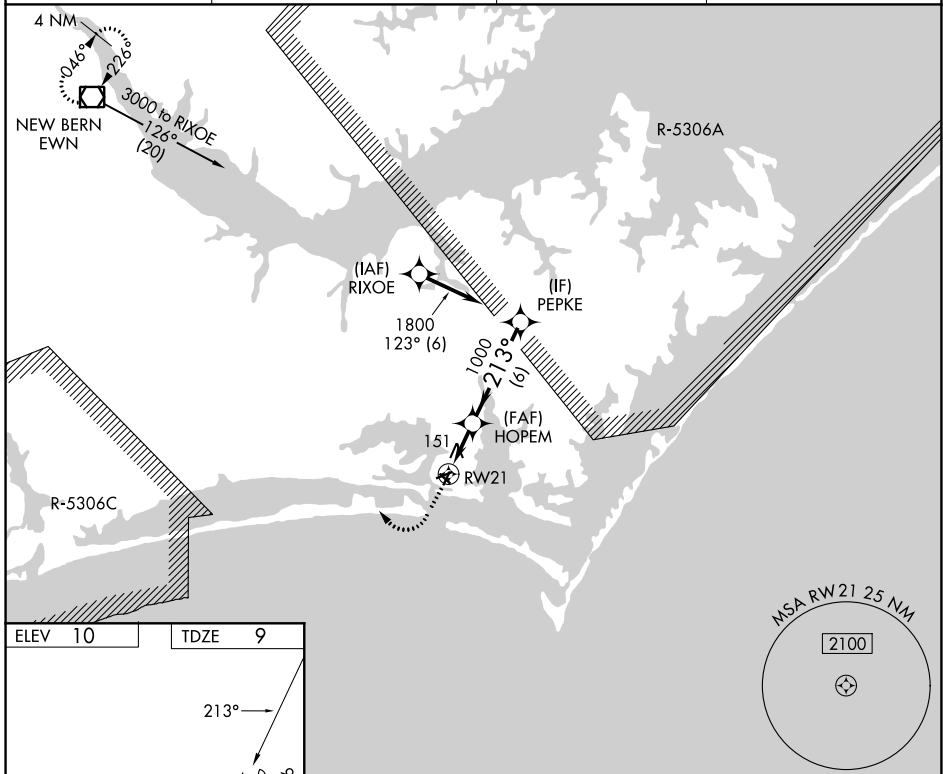 4 NM
046°
226°
3000 to RIXOE
126°
(20)
NEW BERN
EWN
R-5306A
(IAF)
RIXOE
(IF)
PEPKE
1800
123° (6)
1000
213°
(6)
(FAF)
HOPEM
151
RW21
R-5306C
MSA RW21 25 NM
2100
ELEV 10
TDZE 9
213°